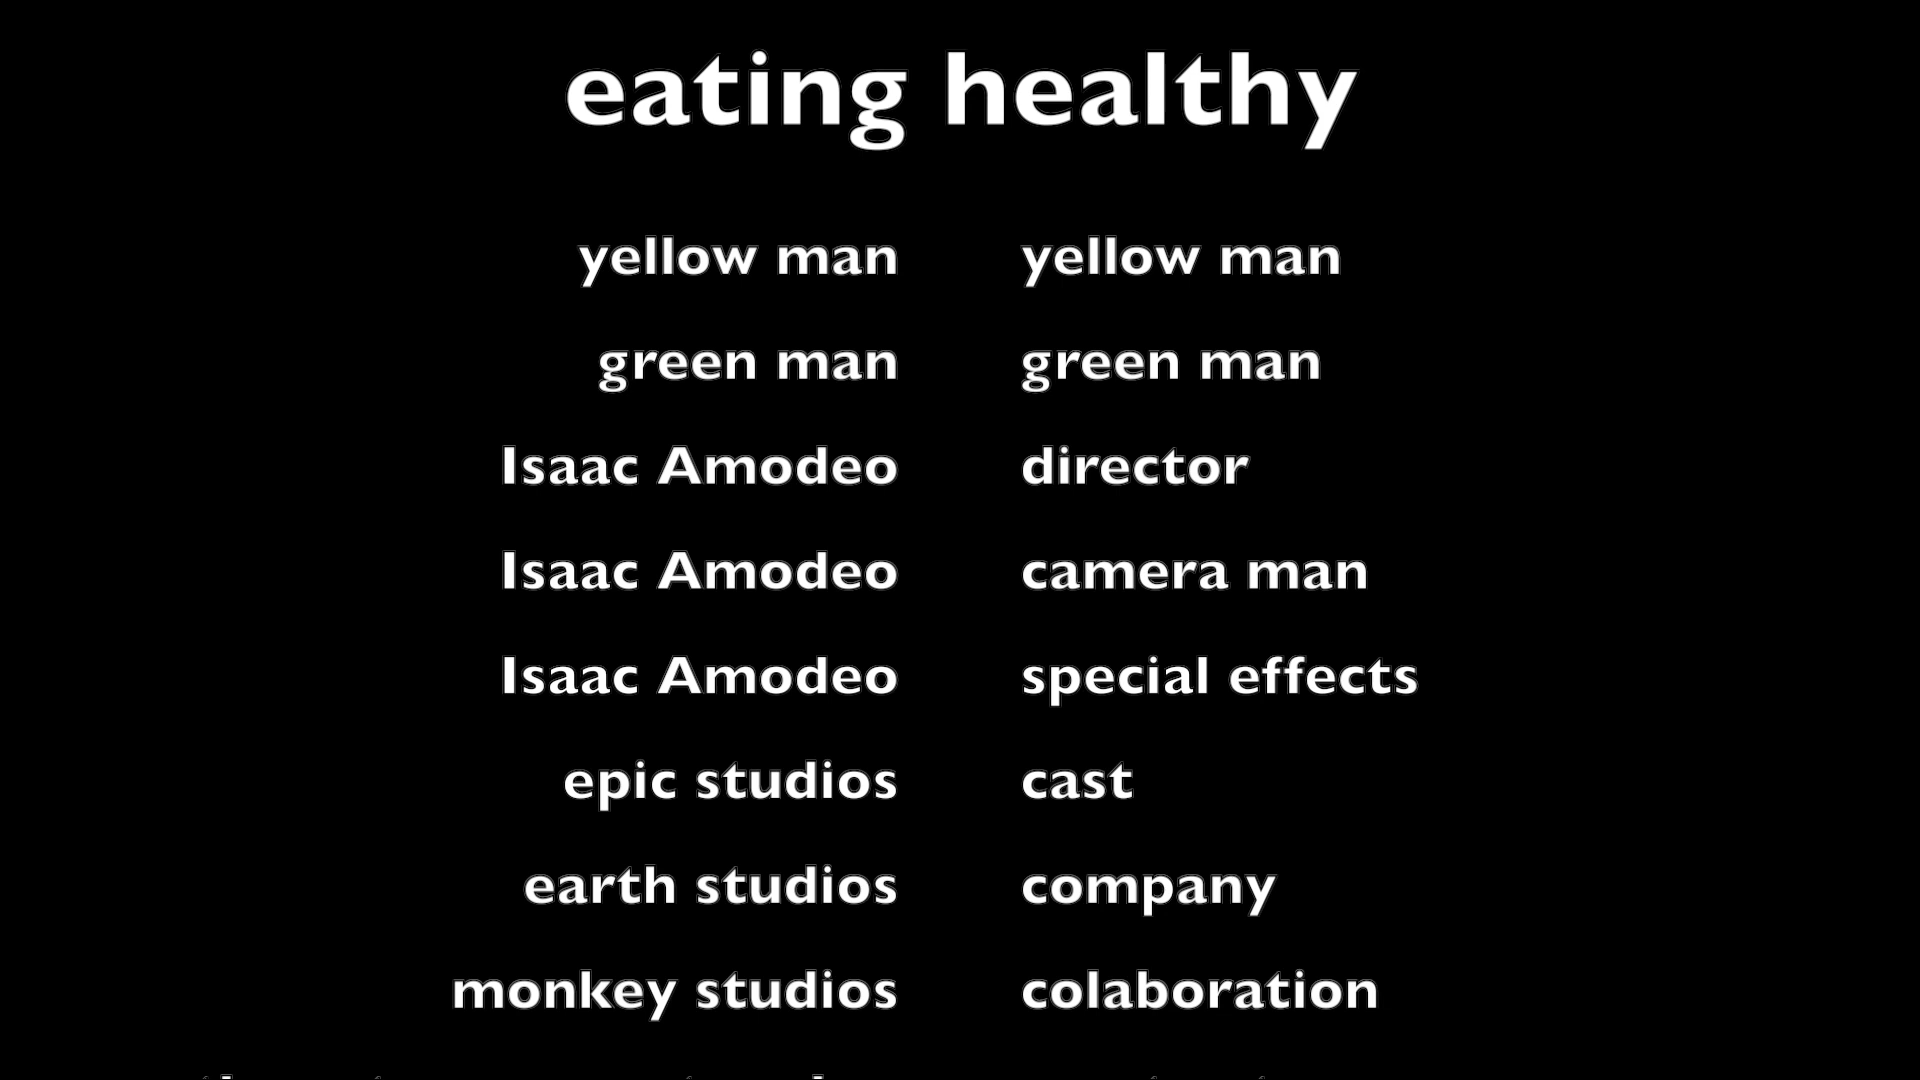 eating healthy
yellow man yellow man
green man green man
Isaac Amodeo director
Isaac Amodeo camera man
Isaac Amodeo special effects
epic studios cast
earth studios company
monkey studios colaboration